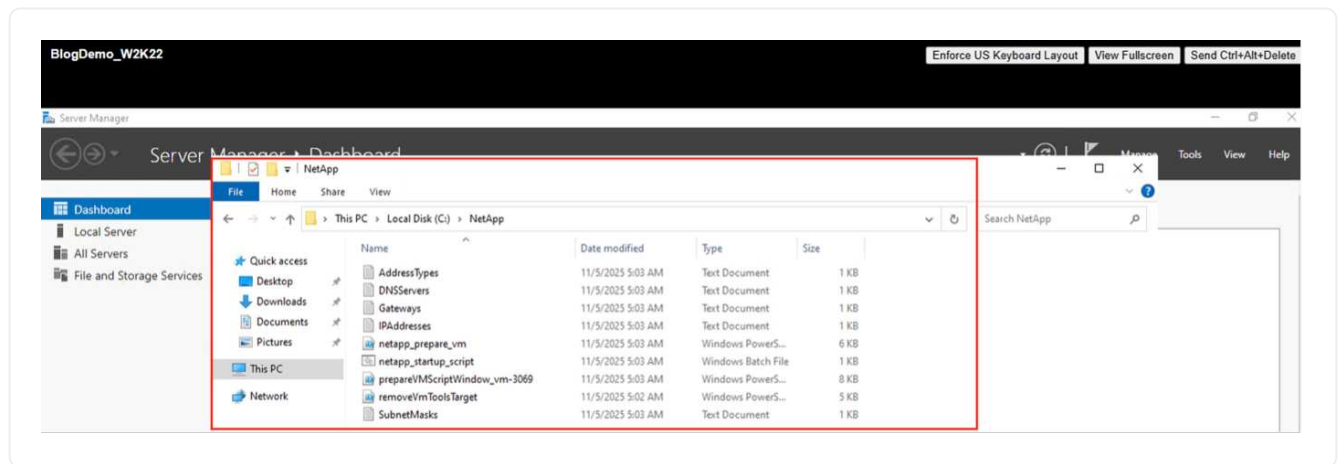 BlogDemo_W2K22 Enforce US Keyboard Layout View Fullscreen Send Ctrl+Alt+Delete
Server Manager
Server Manager Dashboard Manage Tools View Help
NetApp
File Home Share View
Dashboard
This PC > Local Disk (C:) > NetApp Search NetApp
Local Server
All Servers
File and Storage Services
Quick access
Desktop
Downloads
Documents
Pictures
This PC
Network
Name Date modified Type Size
AddressTypes 11/5/2025 5:03 AM Text Document 1 KB
DNSServers 11/5/2025 5:03 AM Text Document 1 KB
Gateways 11/5/2025 5:03 AM Text Document 1 KB
IPAddresses 11/5/2025 5:03 AM Text Document 1 KB
netapp_prepare_vm 11/5/2025 5:03 AM Windows PowerS... 6 KB
netapp_startup_script 11/5/2025 5:03 AM Windows Batch File 1 KB
prepareVMScriptWindow_vm-3069 11/5/2025 5:03 AM Windows PowerS... 8 KB
removeVmToolsTarget 11/5/2025 5:02 AM Windows PowerS... 5 KB
SubnetMasks 11/5/2025 5:03 AM Text Document 1 KB